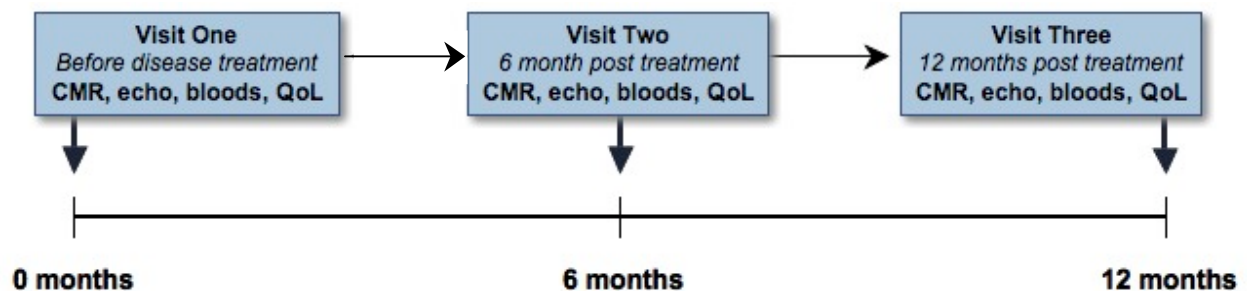 Visit One
Before disease treatment
CMR, echo, bloods, QoL
Visit Two
6 month post treatment
CMR, echo, bloods, QoL
Visit Three
12 months post treatment
CMR, echo, bloods, QoL
0 months
6 months
12 months